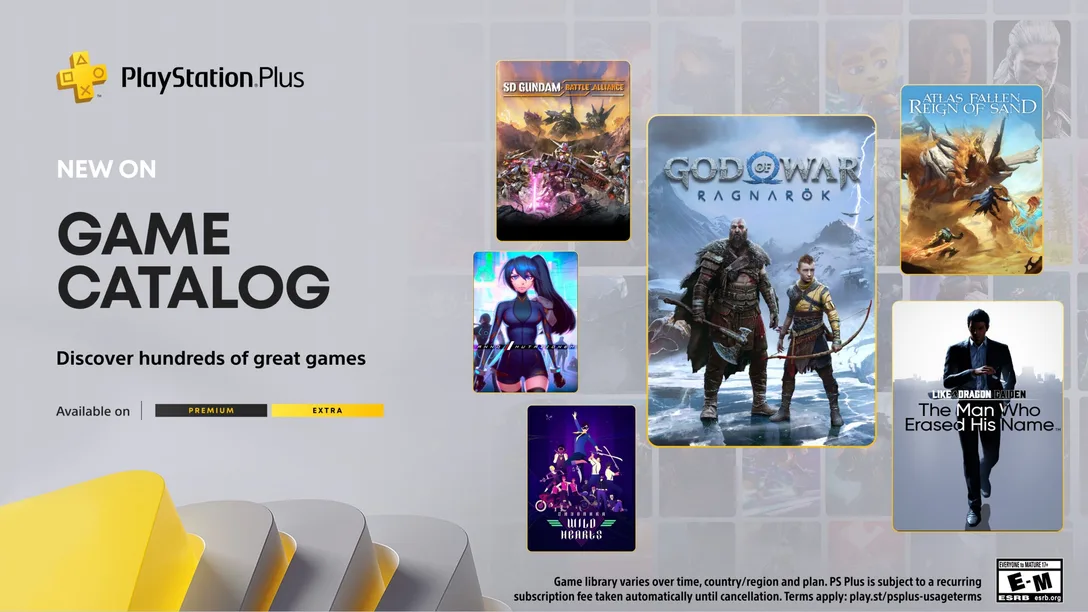 PlayStation®Plus
NEW ON
GAME
CATALOG
Discover hundreds of great games
Available on
PREMIUM
EXTRA
SD GUNDAM BATTLE ALLIANCE
GOD OF WAR
RAGNARÖK
ATLAS FALLEN
REIGN OF SAND
SAYONARA
WILD
HEARTS
LIKE A DRAGON GAIDEN
The Man Who
Erased His Name™
Game library varies over time, country/region and plan. PS Plus is subject to a recurring
subscription fee taken automatically until cancellation. Terms apply: play.st/psplus-usageterms
EVERYONE to MATURE 17+
E-M
ESRB esrb.org